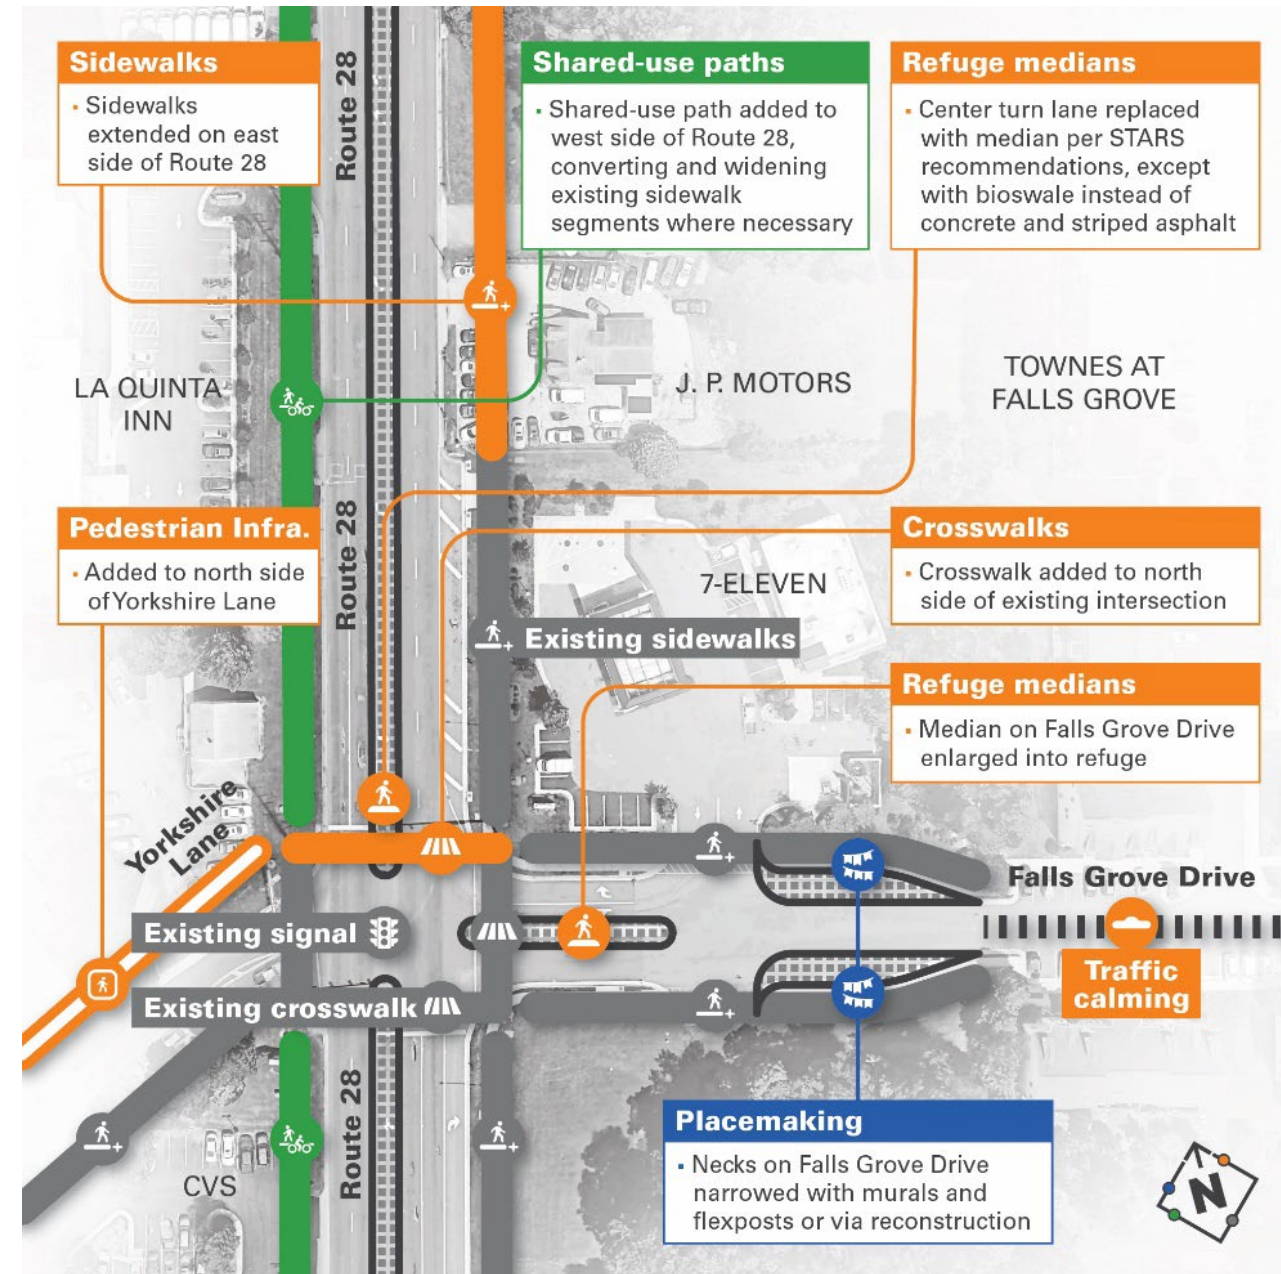 Sidewalks
· Sidewalks
extended on east
side of Route 28
Route 28
Shared-use paths
· Shared-use path added to
west side of Route 28,
converting and widening
existing sidewalk
segments where necessary
Refuge medians
· Center turn lane replaced
with median per STARS
recommendations, except
with bioswale instead of
concrete and striped asphalt
LA QUINTA
INN
J. P. MOTORS
TOWNES AT
FALLS GROVE
Pedestrian Infra.
· Added to north side
of Yorkshire Lane
Route 28
7-ELEVEN
Crosswalks
· Crosswalk added to north
side of existing intersection
Existing sidewalks
Refuge medians
· Median on Falls Grove Drive
enlarged into refuge
Yorkshire
Lane
Falls Grove Drive
Existing signal
Traffic
calming
Existing crosswalk
Route 28
CVS
Placemaking
· Necks on Falls Grove Drive
narrowed with murals and
flexposts or via reconstruction
N